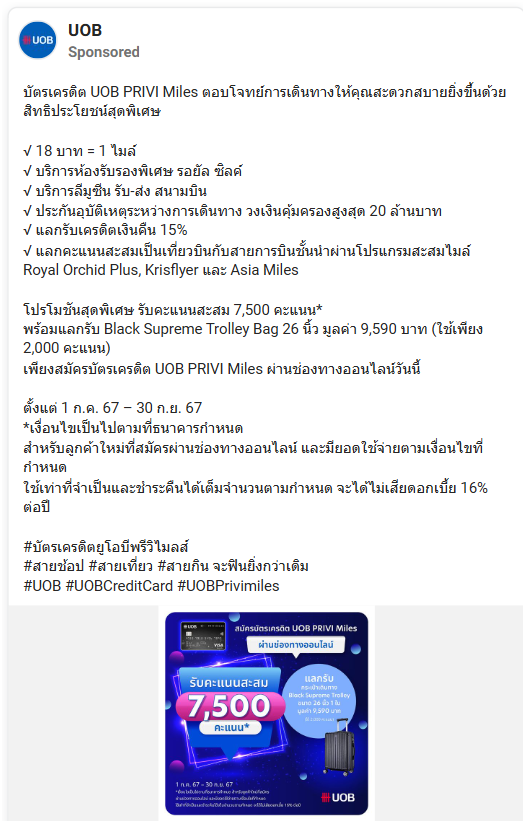 UOB
UOB
Sponsored
บัตรเครดิต UOB PRIVI Miles ตอบโจทย์การเดินทางให้คุณสะดวกสบายยิ่งขึ้นด้วย
สิทธิประโยชน์สุดพิเศษ
√ 18 บาท = 1 ไมล์
√ บริการห้องรับรองพิเศษ รอยัล ซิลค์
√ บริการลีมูซีน รับ-ส่ง สนามบิน
√ ประกันอุบัติเหตุระหว่างการเดินทาง วงเงินคุ้มครองสูงสุด 20 ล้านบาท
√ แลกรับเครดิตเงินคืน 15%
√ แลกคะแนนสะสมเป็นเที่ยวบินกับสายการบินชั้นนำผ่านโปรแกรมสะสมไมล์
Royal Orchid Plus, Krisflyer และ Asia Miles
โปรโมชันสุดพิเศษ รับคะแนนสะสม 7,500 คะแนน*
พร้อมแลกรับ Black Supreme Trolley Bag 26 นิ้ว มูลค่า 9,590 บาท (ใช้เพียง
2,000 คะแนน)
เพียงสมัครบัตรเครดิต UOB PRIVI Miles ผ่านช่องทางออนไลน์วันนี้
ตั้งแต่ 1 ก.ค. 67 – 30 ก.ย. 67
*เงื่อนไขเป็นไปตามที่ธนาคารกำหนด
สำหรับลูกค้าใหม่ที่สมัครผ่านช่องทางออนไลน์ และมียอดใช้จ่ายตามเงื่อนไขที่
กำหนด
ใช้เท่าที่จำเป็นและชำระคืนได้เต็มจำนวนตามกำหนด จะได้ไม่เสียดอกเบี้ย 16%
ต่อปี
#บัตรเครดิตยูโอบีพรีวิไมลส์
#สายช้อป #สายเที่ยว #สายกิน จะฟินยิ่งกว่าเดิม
#UOB #UOBCreditCard #UOBPrivimiles
UOB
VISA
สมัครบัตรเครดิต UOB PRIVI Miles
ผ่านช่องทางออนไลน์
รับคะแนนสะสม
7,500
คะแนน*
แลกรับ
กระเป๋าเดินทาง
Black Supreme Trolley
ขนาด 26 นิ้ว 1 ใบ
มูลค่า 9,590 บาท
1 ก.ค. 67 – 30 ก.ย. 67
UOB